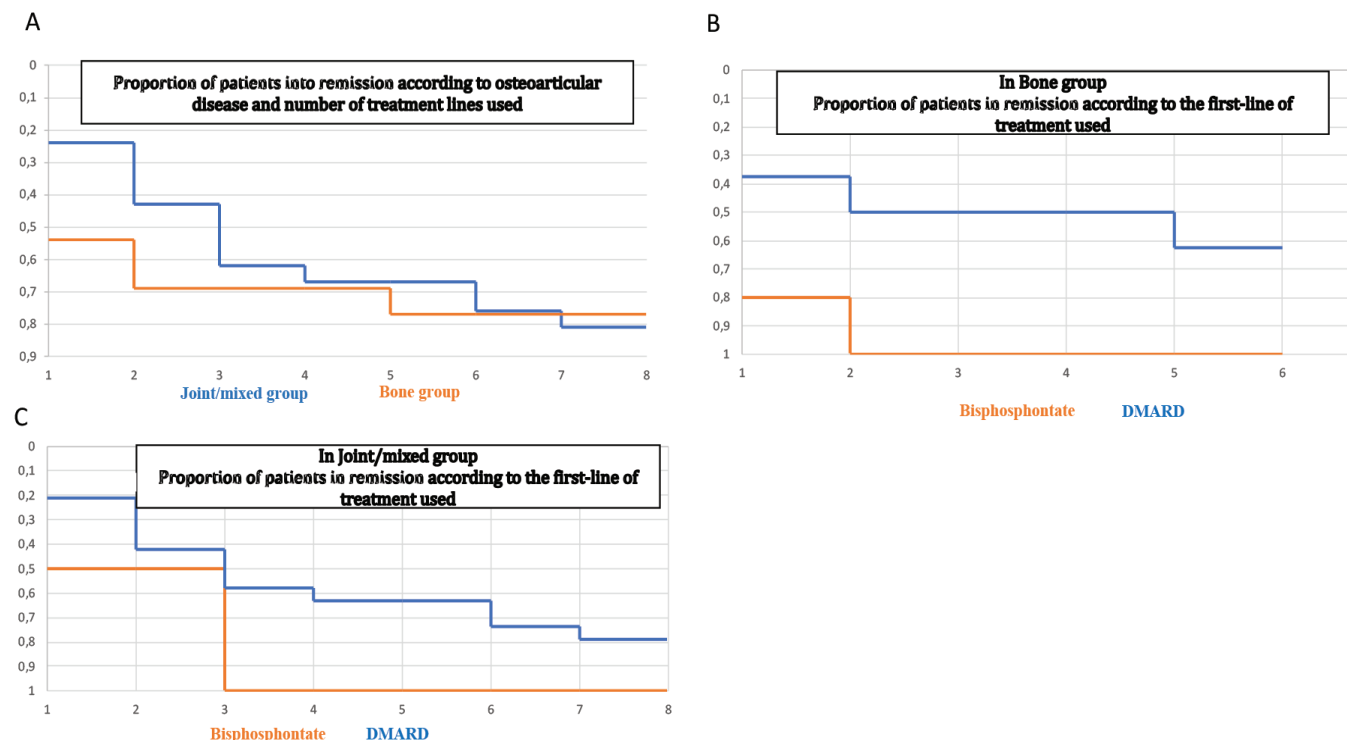 A
Proportion of patients into remission according to osteoarticular
disease and number of treatment lines used
0
0,1
0,2
0,3
0,4
0,5
0,6
0,7
0,8
0,9
1 2 3 4 5 6 7 8
Joint/mixed group Bone group
B
In Bone group
Proportion of patients in remission according to the first-line of
treatment used
0
0,1
0,2
0,3
0,4
0,5
0,6
0,7
0,8
0,9
1
1 2 3 4 5 6
Bisphosphontate DMARD
C
In Joint/mixed group
Proportion of patients in remission according to the first-line of
treatment used
0
0,1
0,2
0,3
0,4
0,5
0,6
0,7
0,8
0,9
1
1 2 3 4 5 6 7 8
Bisphosphontate DMARD